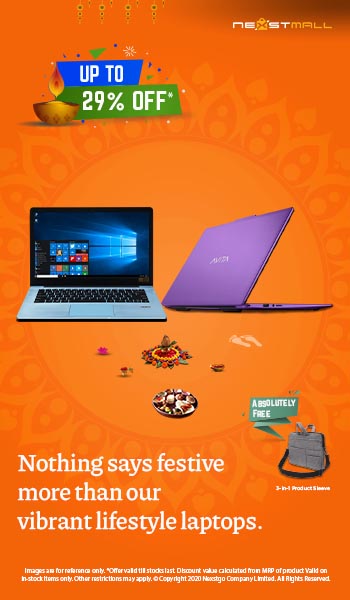 NEXSTMALL
UP TO
29% OFF*
AVITA
ABSOLUTELY
FREE
3-in-1 Product Sleeve
Nothing says festive
more than our
vibrant lifestyle laptops.
Images are for reference only. *Offer valid till stocks last. Discount value calculated from MRP of product Valid on
in-stock items only. Other restrictions may apply. © Copyright 2020 Nexstgo Company Limited. All Rights Reserved.